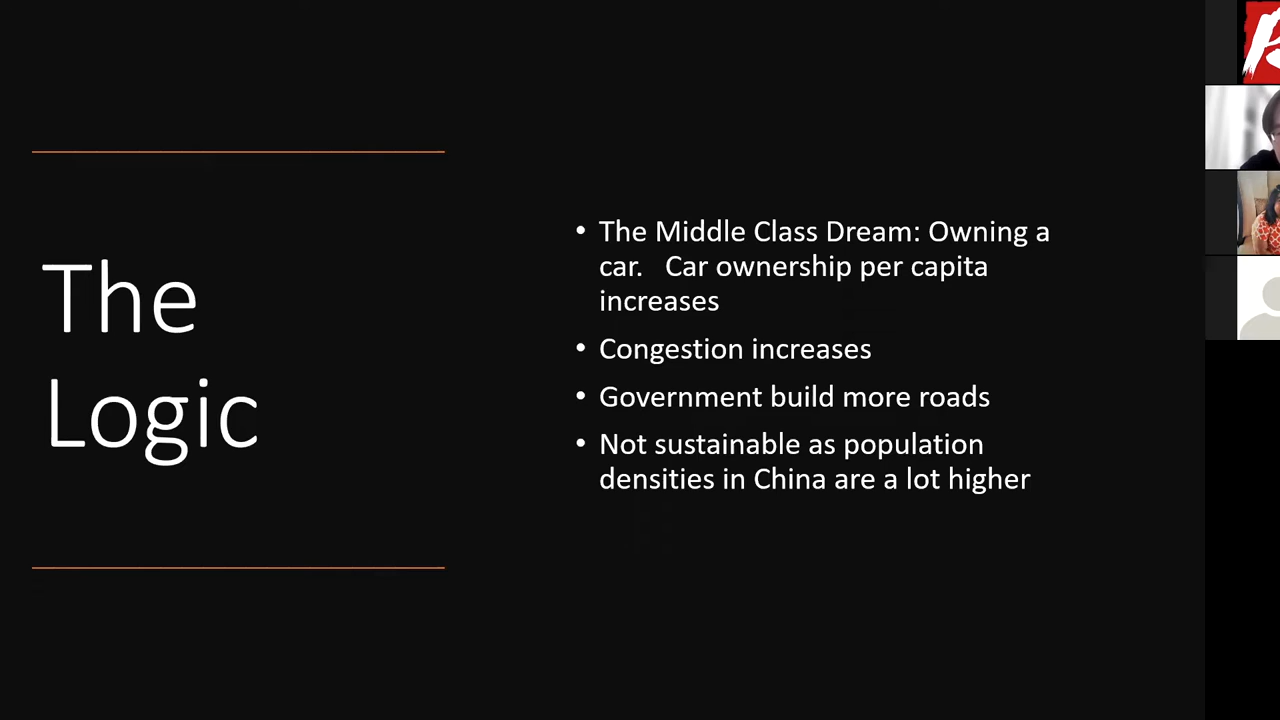 The
Logic
• The Middle Class Dream: Owning a
car.   Car ownership per capita
increases
• Congestion increases
• Government build more roads
• Not sustainable as population
densities in China are a lot higher